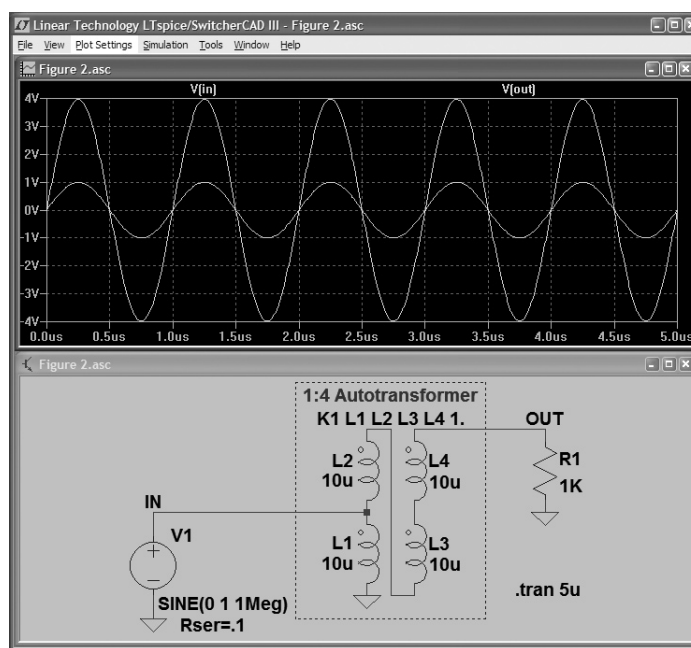 Linear Technology LTspice/SwitcherCAD III - Figure 2.asc
File View Plot Settings Simulation Tools Window Help
Figure 2.asc
V(in) V(out)
4V
3V
2V
1V
0V
-1V
-2V
-3V
-4V
0.0us 0.5us 1.0us 1.5us 2.0us 2.5us 3.0us 3.5us 4.0us 4.5us 5.0us
Figure 2.asc
1:4 Autotransformer
K1 L1 L2 L3 L4 1.
OUT
L2
10u
L4
10u
R1
1K
IN
V1
L1
10u
L3
10u
SINE(0 1 1Meg)
Rser=.1
.tran 5u